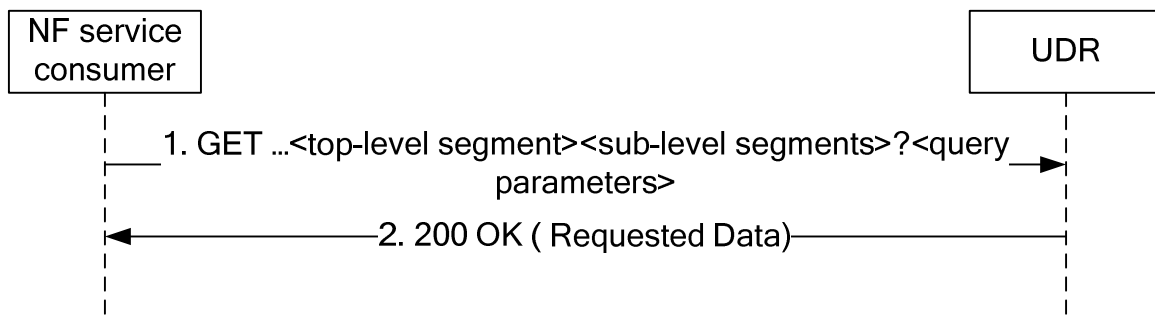 NF service
consumer
UDR
1. GET ...<top-level segment><sub-level segments>?<query
parameters>
2. 200 OK ( Requested Data)